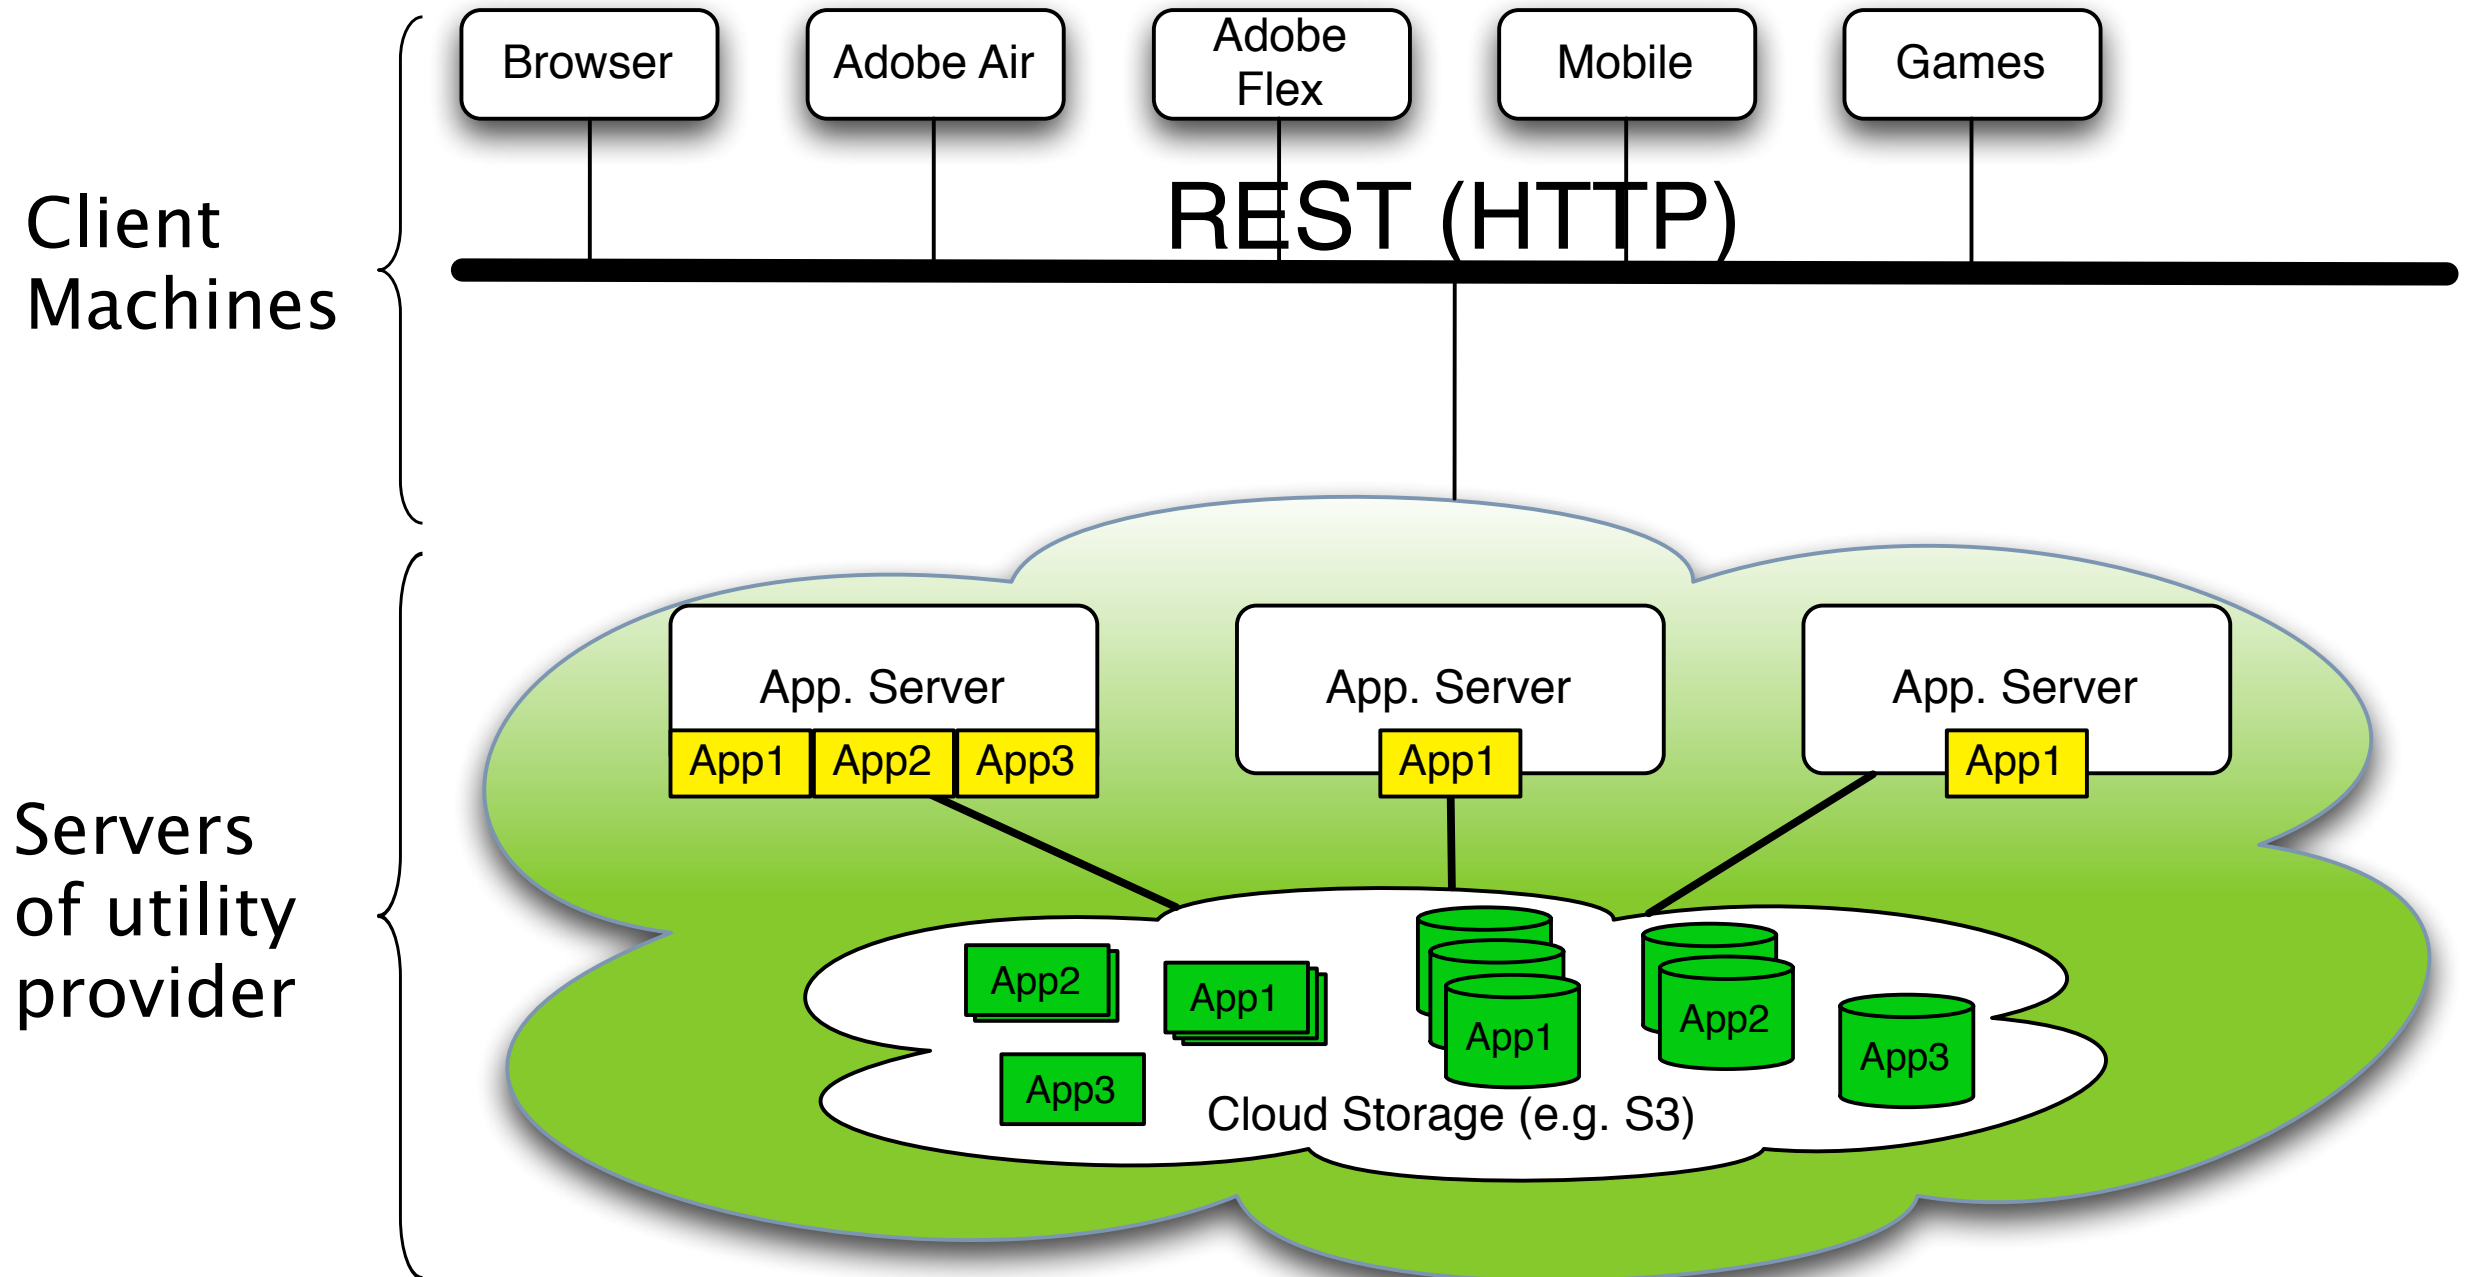 Browser
Adobe Air
Adobe
Flex
Mobile
Games
Client
Machines
REST (HTTP)
App. Server
App. Server
App. Server
App1
App2
App3
App1
App1
Servers
of utility
provider
App2
App1
App3
App1
App2
App3
Cloud Storage (e.g. S3)